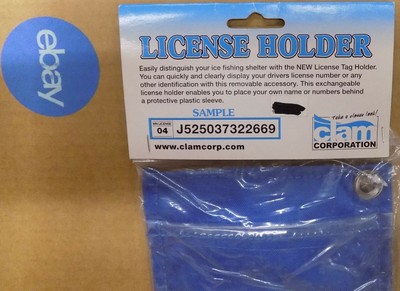 ebay
LICENSE HOLDER
Easily distinguish your ice fishing shelter with the NEW License Tag Holder.
You can quickly and clearly display your drivers license number or any
other identification with this removable accessory. This exchangeable
license holder enables you to place your own name or numbers behind
a protective plastic sleeve.
SAMPLE
04 J525037322669
www.clamcorp.com
Take a closer look!
clam
CORPORATION